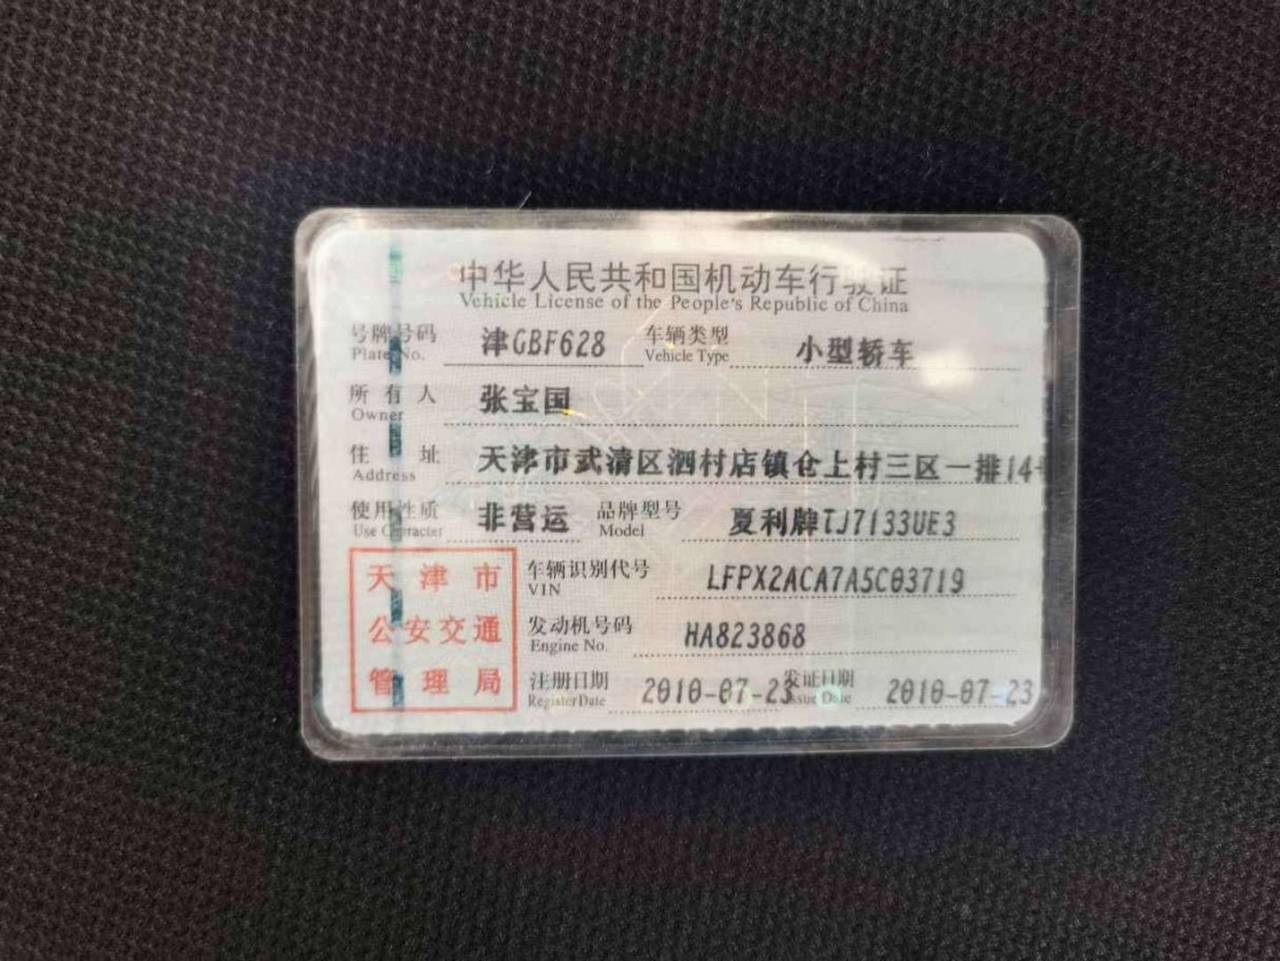 中华人民共和国机动车行驶证
Vehicle License of the People's Republic of China
号牌号码 津GBF628 车辆类型 小型轿车
Plate No. Vehicle Type
所有人 张宝国
Owner
住址 天津市武清区泗村店镇仓上村三区一排14
Address
使用性质 非营运 品牌型号 夏利牌TJ7133UE3
Use Character Model
天津市
公安交通
管理局
车辆识别代号 LFPX2ACA7A5C03719
VIN
发动机号码 HA823868
Engine No.
注册日期 2010-07-23 发证日期 2010-07-23
Register Date Issue Date